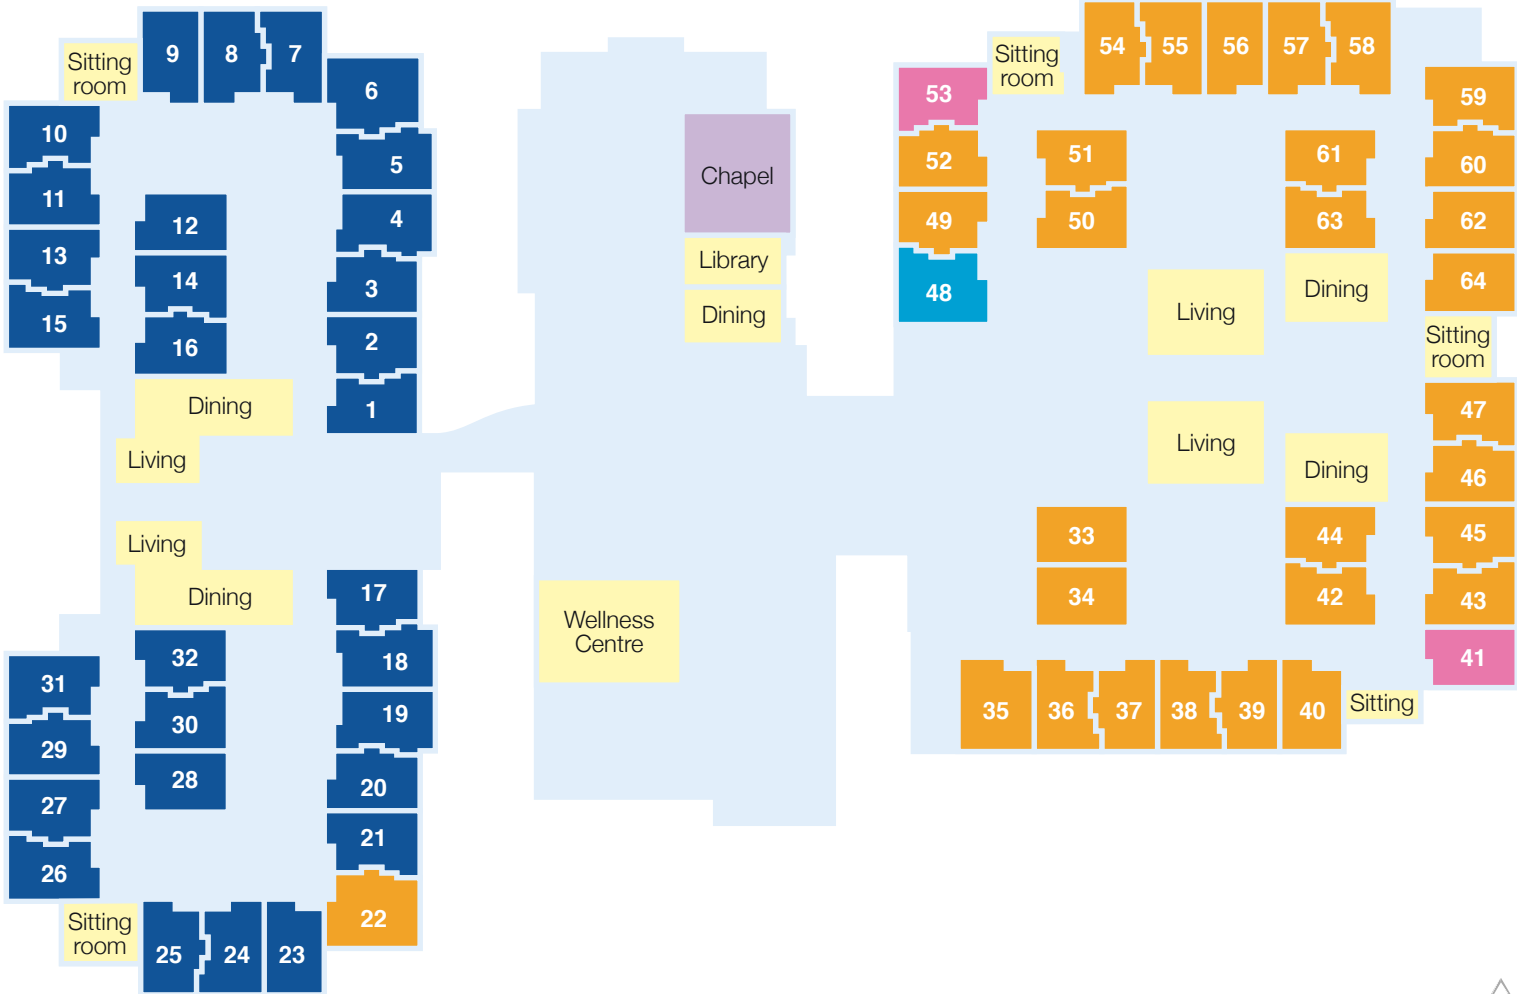 9
8
7
Sitting
room
6
10
5
11
12
4
13
14
3
15
16
2
Dining
1
Living
Living
Dining
17
32
18
31
30
19
29
28
20
27
21
26
22
Sitting
room
25
24
23
Chapel
Library
Dining
Wellness
Centre
53
Sitting
room
54
55
56
57
58
59
52
51
61
60
49
50
63
62
48
Living
Dining
64
Sitting
room
47
Living
Dining
46
33
44
45
34
42
43
41
35
36
37
38
39
40
Sitting